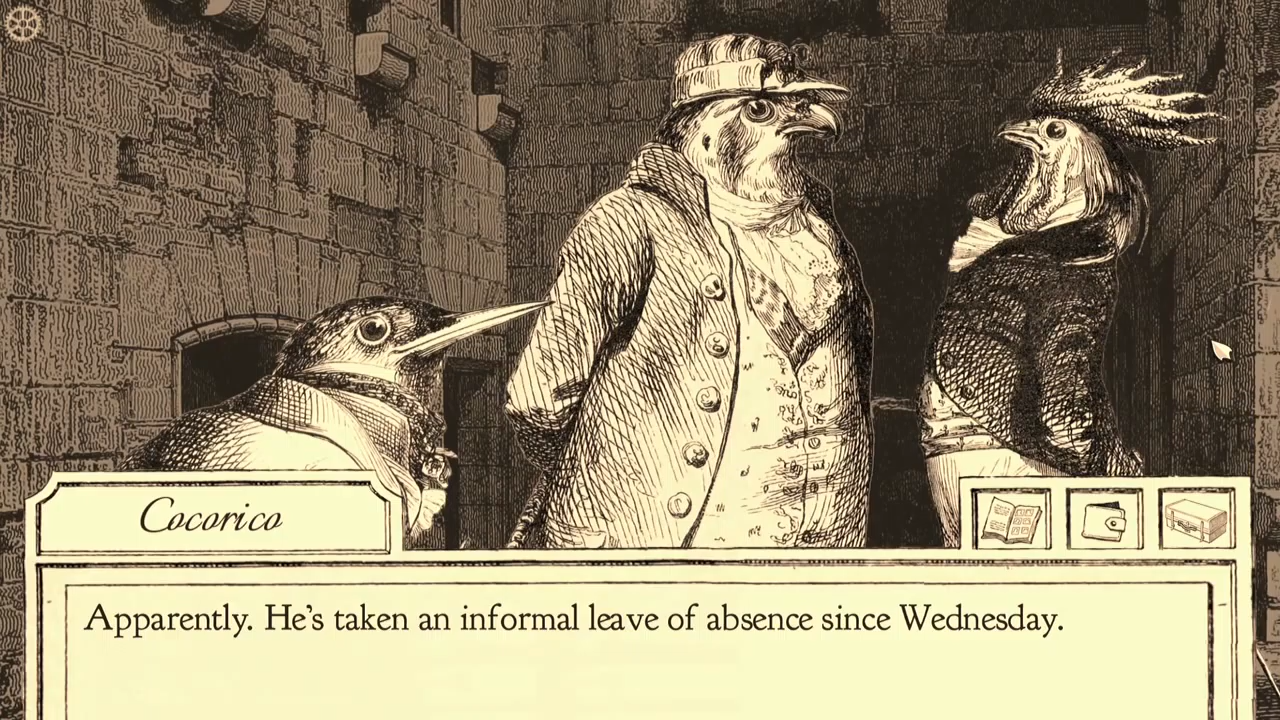 Cocorico
Apparently. He's taken an informal leave of absence since Wednesday.